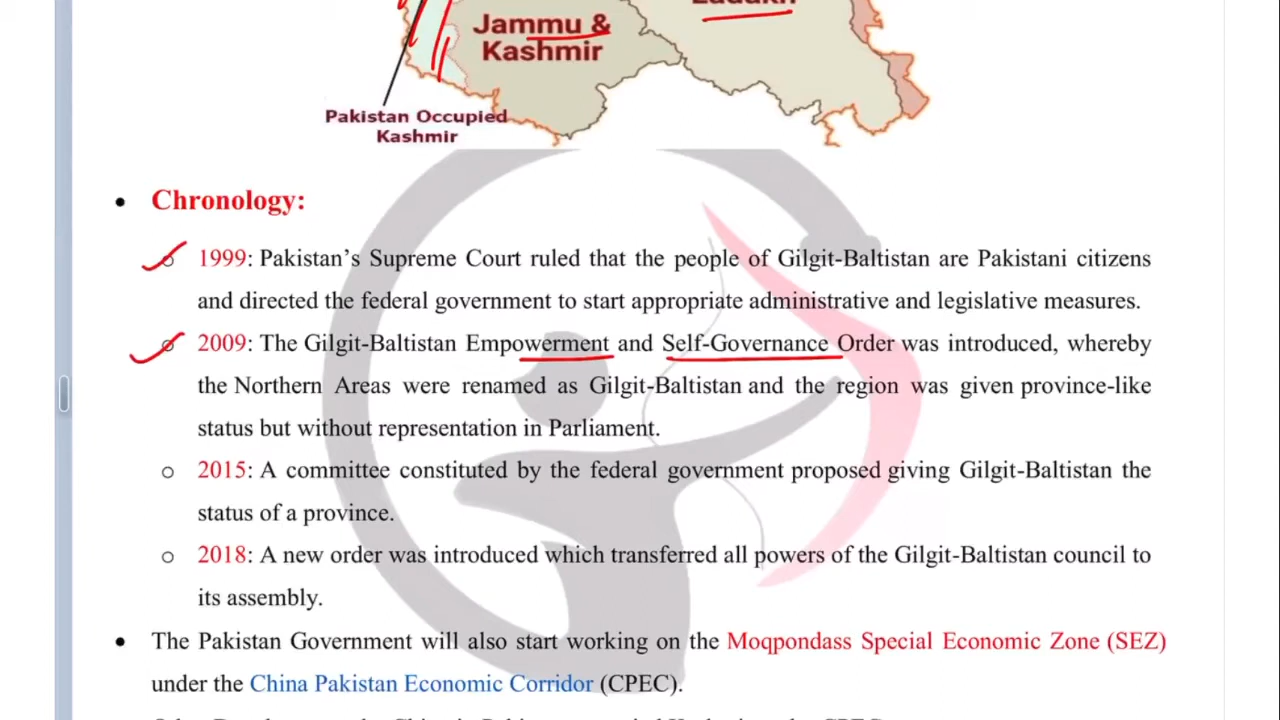 Jammu &
Kashmir
Pakistan Occupied
Kashmir
• Chronology:
o 1999: Pakistan’s Supreme Court ruled that the people of Gilgit-Baltistan are Pakistani citizens
and directed the federal government to start appropriate administrative and legislative measures.
o 2009: The Gilgit-Baltistan Empowerment and Self-Governance Order was introduced, whereby
the Northern Areas were renamed as Gilgit-Baltistan and the region was given province-like
status but without representation in Parliament.
o 2015: A committee constituted by the federal government proposed giving Gilgit-Baltistan the
status of a province.
o 2018: A new order was introduced which transferred all powers of the Gilgit-Baltistan council to
its assembly.
• The Pakistan Government will also start working on the Moqpondass Special Economic Zone (SEZ)
under the China Pakistan Economic Corridor (CPEC).